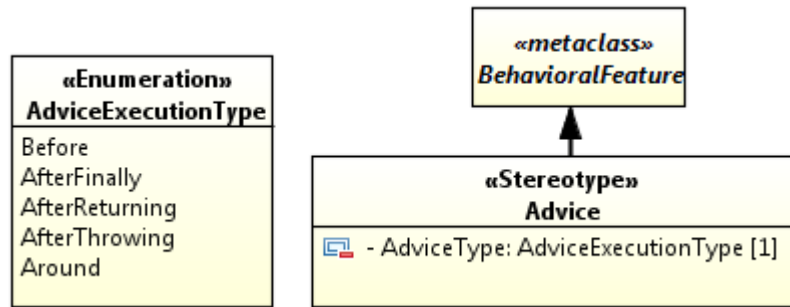 «Enumeration»
AdviceExecutionType
Before
AfterFinally
AfterReturning
AfterThrowing
Around
«metaclass»
BehavioralFeature
«Stereotype»
Advice
- AdviceType: AdviceExecutionType [1]